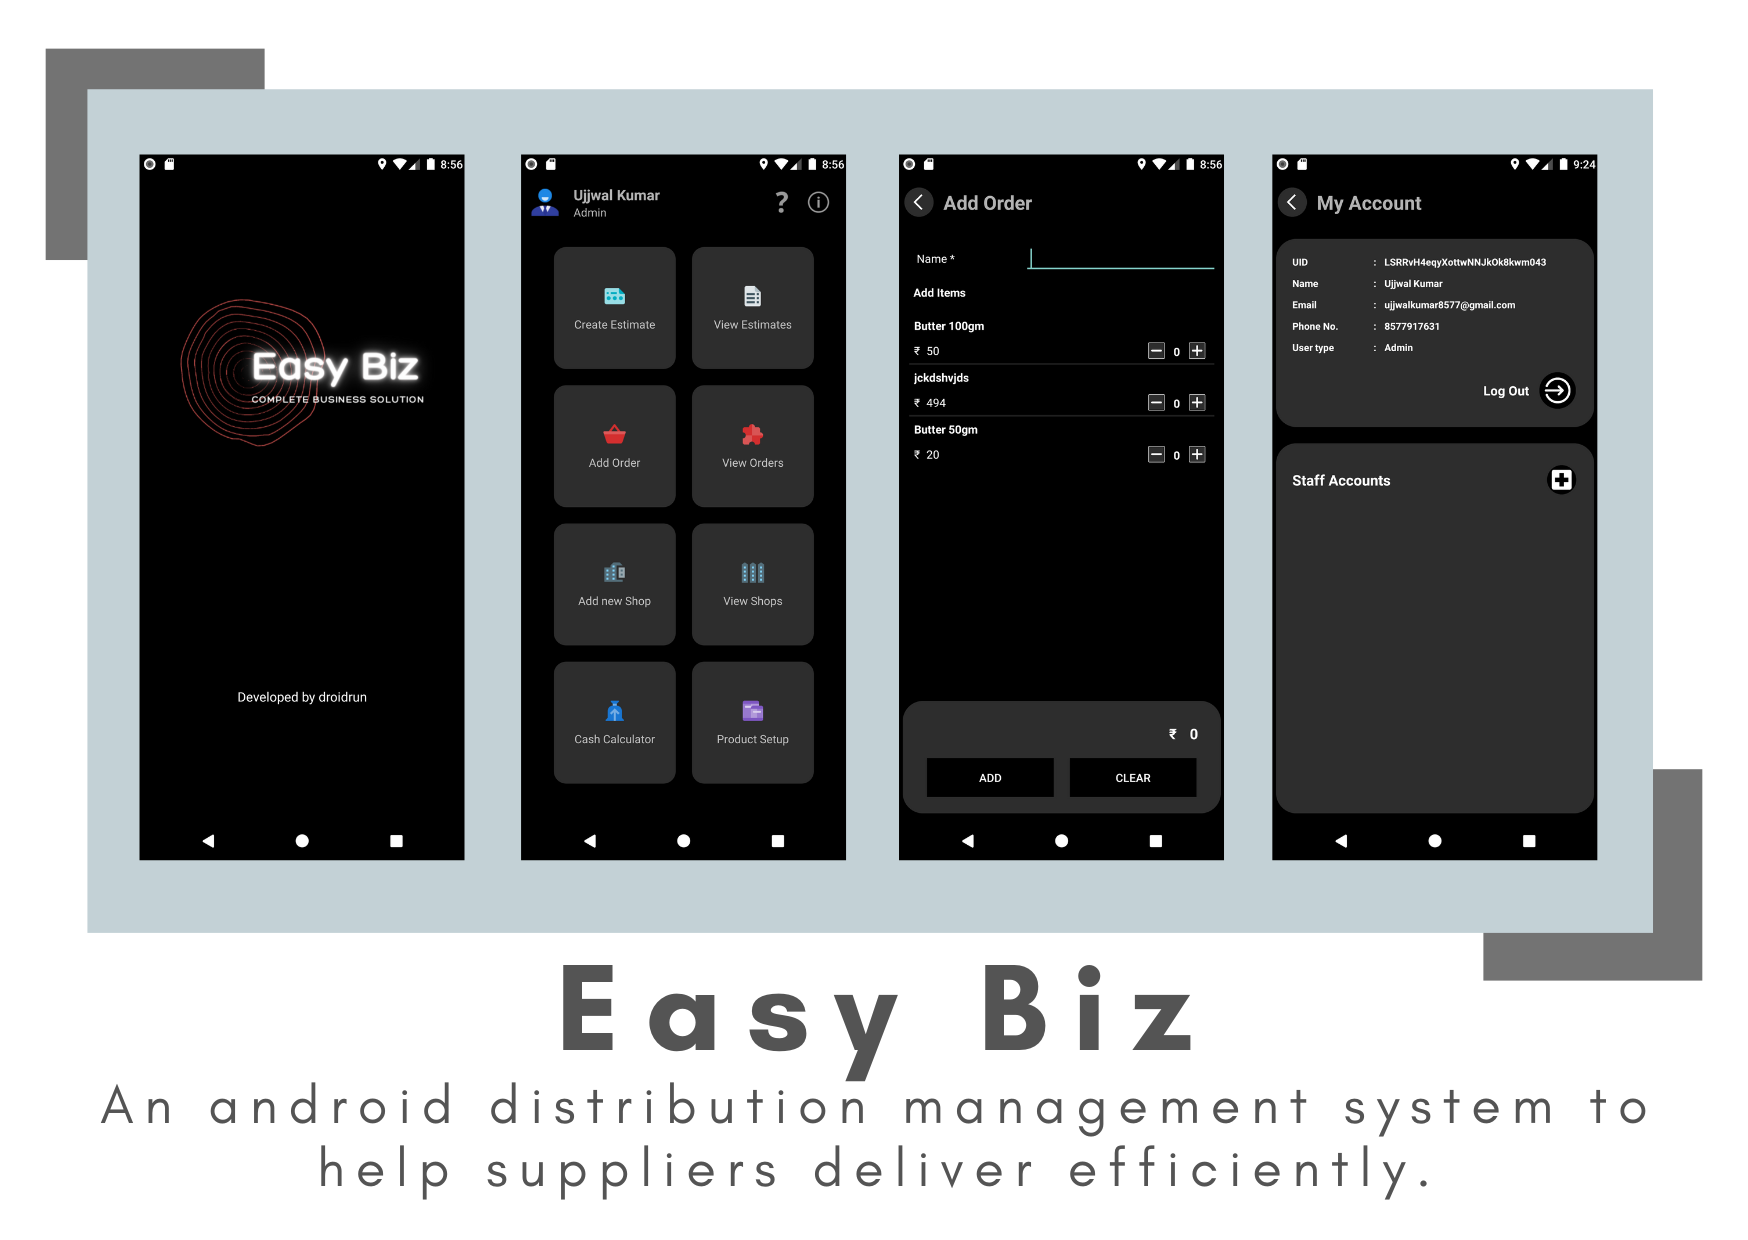 8:56
Easy Biz
COMPLETE BUSINESS SOLUTION
Developed by droidrun
8:56
Ujjwal Kumar
Admin
?
Create Estimate
View Estimates
Add Order
View Orders
Add new Shop
View Shops
Cash Calculator
Product Setup
8:56
Add Order
Name *
Add Items
Butter 100gm
₹ 50
0
jckdshvjds
₹ 494
0
Butter 50gm
₹ 20
0
₹ 0
ADD
CLEAR
9:24
My Account
UID : LSRRvH4eqyXottwNNJkOk8kwm043
Name : Ujjwal Kumar
Email : ujjwalkumar8577@gmail.com
Phone No. : 8577917631
User type : Admin
Log Out
Staff Accounts
Easy Biz
An android distribution management system to
help suppliers deliver efficiently.